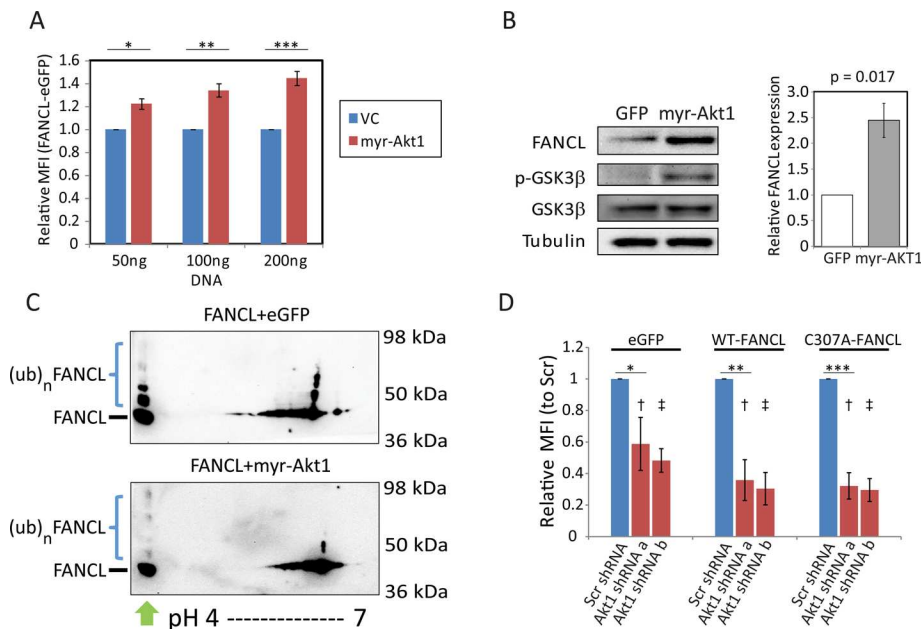 A
* ** ***
Relative MFI (FANCL-eGFP)
1.6
1.4
1.2
1.0
0.8
0.6
0.4
0.2
0
50ng 100ng 200ng
DNA
VC
myr-Akt1
B
GFP myr-Akt1
FANCL
p-GSK3β
GSK3β
Tubulin
p = 0.017
Relative FANCL expression
3.0
2.5
2.0
1.5
1.0
0.5
0.0
GFP myr-AKT1
C
FANCL+eGFP
98 kDa
(ub)nFANCL
50 kDa
FANCL
36 kDa
FANCL+myr-Akt1
98 kDa
(ub)nFANCL
50 kDa
FANCL
36 kDa
pH 4 -------------- 7
D
eGFP WT-FANCL C307A-FANCL
* ** ***
† ‡ † ‡ † ‡
Relative MFI (to Scr)
1.2
1
0.8
0.6
0.4
0.2
0
Scr shRNA
Akt1 shRNA a
Akt1 shRNA b
Scr shRNA
Akt1 shRNA a
Akt1 shRNA b
Scr shRNA
Akt1 shRNA a
Akt1 shRNA b